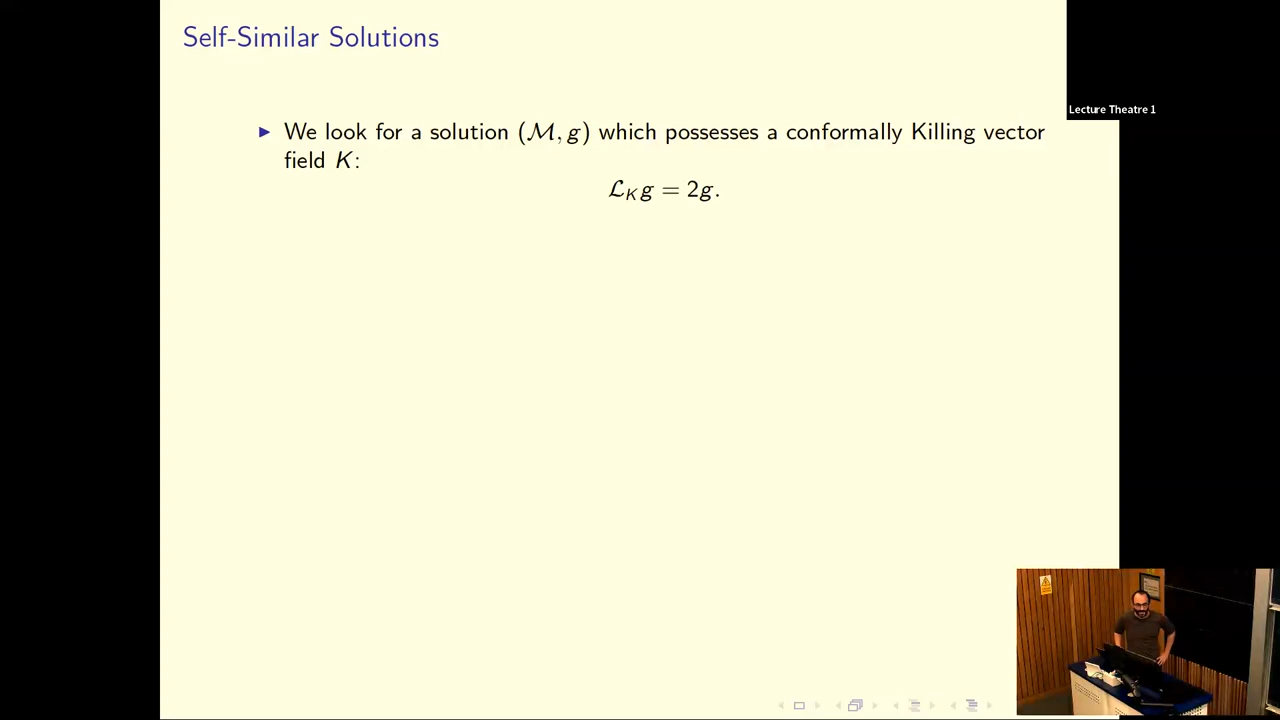 Self-Similar Solutions
Lecture Theatre 1
▶ We look for a solution (ℳ, g) which possesses a conformally Killing vector
field K:
ℒ_K g = 2g.